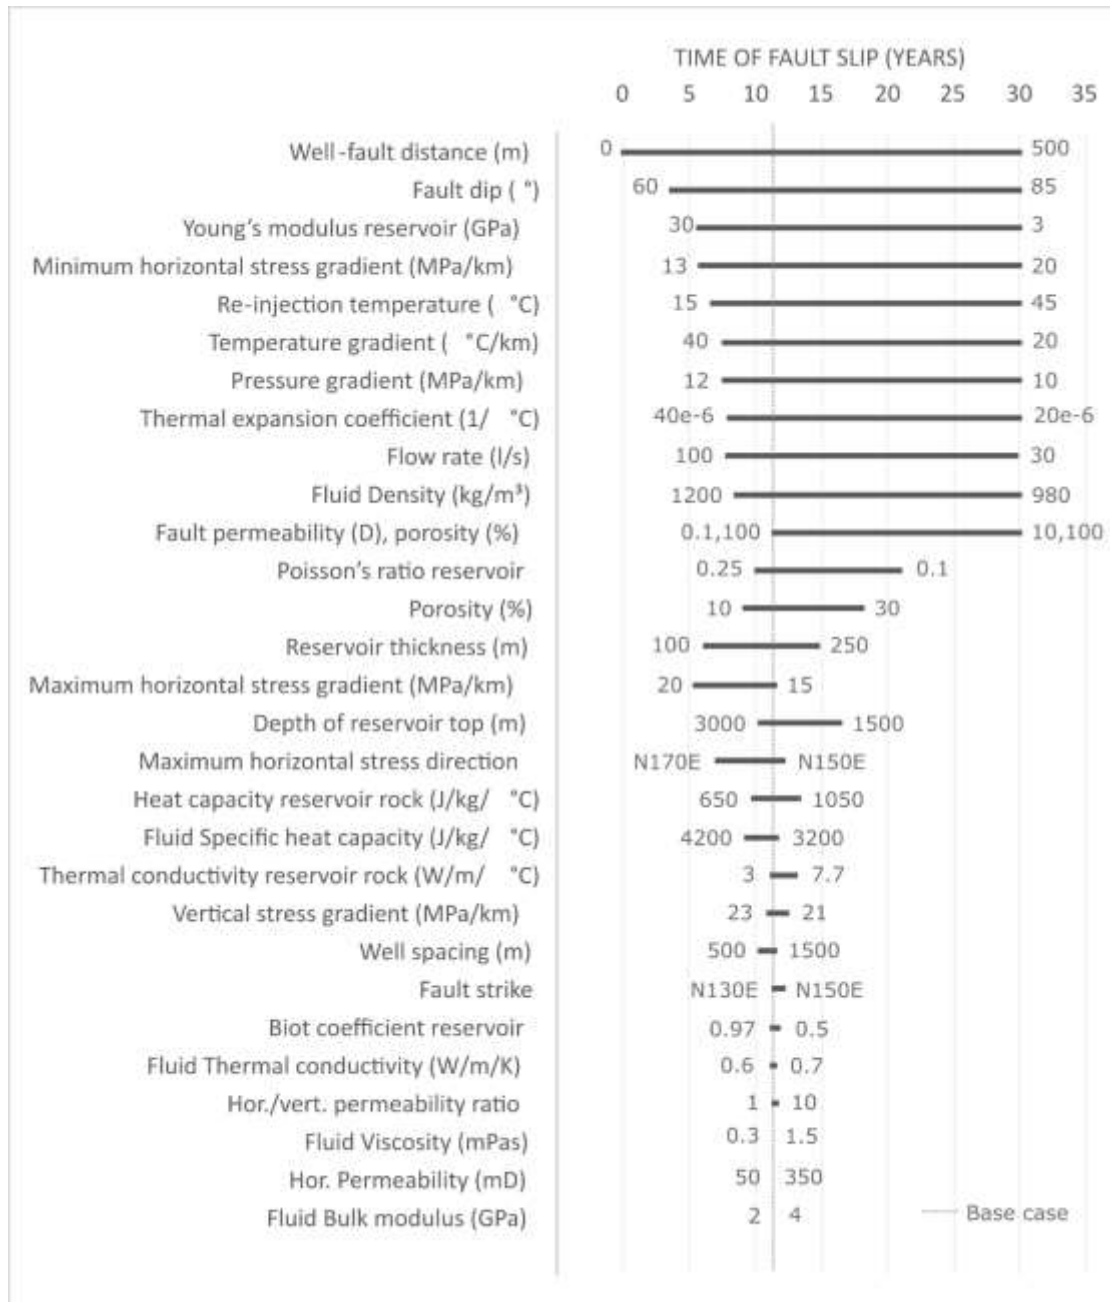 TIME OF FAULT SLIP (YEARS)
0 5 10 15 20 25 30 35
Well-fault distance (m) 0 500
Fault dip ( °) 60 85
Young's modulus reservoir (GPa) 30 3
Minimum horizontal stress gradient (MPa/km) 13 20
Re-injection temperature ( °C) 15 45
Temperature gradient ( °C/km) 40 20
Pressure gradient (MPa/km) 12 10
Thermal expansion coefficient (1/ °C) 40e-6 20e-6
Flow rate (l/s) 100 30
Fluid Density (kg/m³) 1200 980
Fault permeability (D), porosity (%) 0.1,100 10,100
Poisson's ratio reservoir 0.25 0.1
Porosity (%) 10 30
Reservoir thickness (m) 100 250
Maximum horizontal stress gradient (MPa/km) 20 15
Depth of reservoir top (m) 3000 1500
Maximum horizontal stress direction N170E N150E
Heat capacity reservoir rock (J/kg/ °C) 650 1050
Fluid Specific heat capacity (J/kg/ °C) 4200 3200
Thermal conductivity reservoir rock (W/m/ °C) 3 7.7
Vertical stress gradient (MPa/km) 23 21
Well spacing (m) 500 1500
Fault strike N130E N150E
Biot coefficient reservoir 0.97 0.5
Fluid Thermal conductivity (W/m/K) 0.6 0.7
Hor./vert. permeability ratio 1 10
Fluid Viscosity (mPas) 0.3 1.5
Hor. Permeability (mD) 50 350
Fluid Bulk modulus (GPa) 2 4
Base case